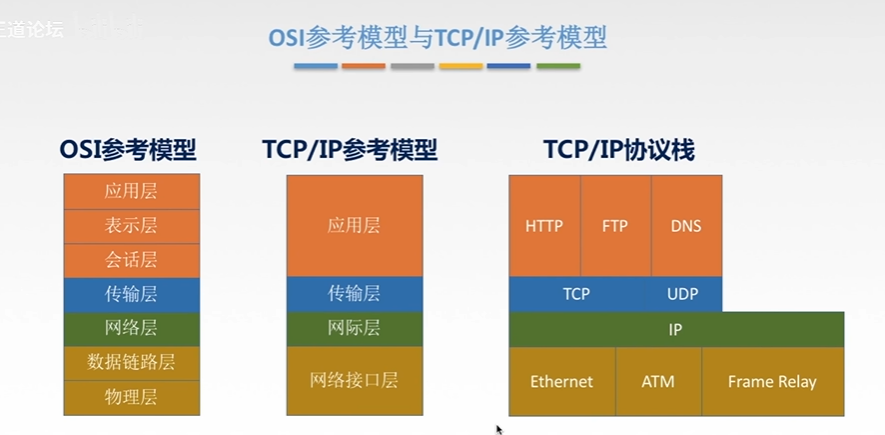 王道论坛
OSI参考模型与TCP/IP参考模型
OSI参考模型
应用层
表示层
会话层
传输层
网络层
数据链路层
物理层
TCP/IP参考模型
应用层
传输层
网际层
网络接口层
TCP/IP协议栈
HTTP FTP DNS
TCP UDP
IP
Ethernet ATM Frame Relay